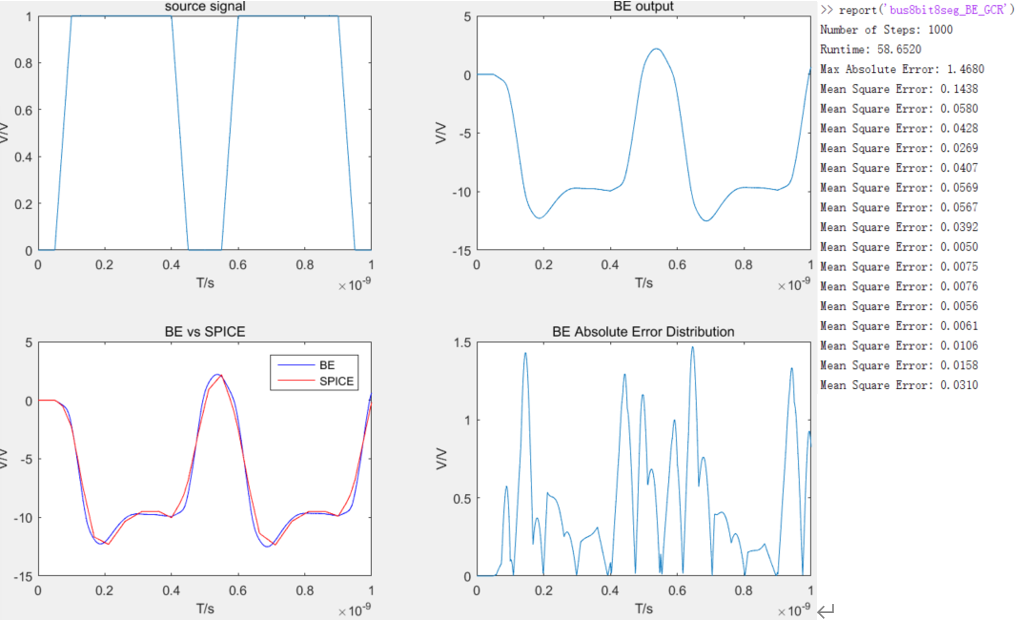 source signal
1
0.8
0.6
0.4
0.2
0
V/V
0 0.2 0.4 0.6 0.8 1
T/s
×10⁻⁹
BE output
5
0
-5
-10
-15
V/V
0 0.2 0.4 0.6 0.8 1
T/s
×10⁻⁹
BE vs SPICE
5
0
-5
-10
-15
V/V
BE
SPICE
0 0.2 0.4 0.6 0.8 1
T/s
×10⁻⁹
BE Absolute Error Distribution
1.5
1
0.5
0
V/V
0 0.2 0.4 0.6 0.8 1
T/s
×10⁻⁹
>> report('bus8bit8seg_BE_GCR')
Number of Steps: 1000
Runtime: 58.6520
Max Absolute Error: 1.4680
Mean Square Error: 0.1438
Mean Square Error: 0.0580
Mean Square Error: 0.0428
Mean Square Error: 0.0269
Mean Square Error: 0.0407
Mean Square Error: 0.0569
Mean Square Error: 0.0567
Mean Square Error: 0.0392
Mean Square Error: 0.0050
Mean Square Error: 0.0075
Mean Square Error: 0.0076
Mean Square Error: 0.0056
Mean Square Error: 0.0061
Mean Square Error: 0.0106
Mean Square Error: 0.0158
Mean Square Error: 0.0310